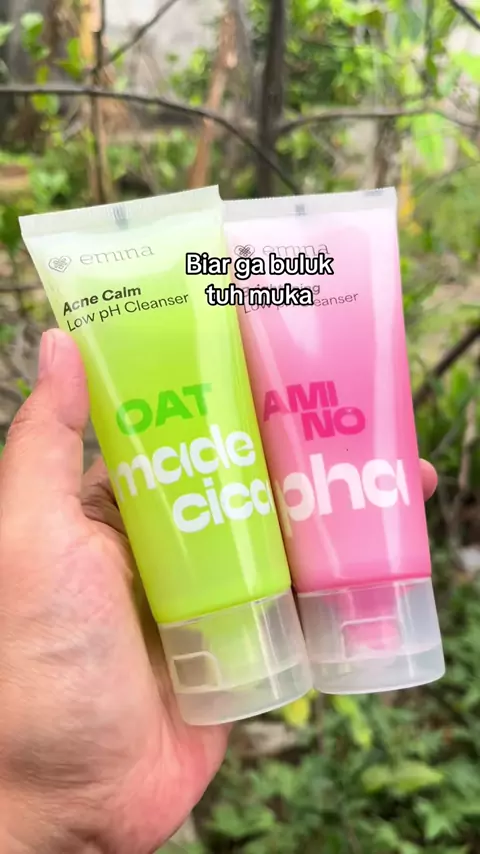 emina
Acne Calm
Low pH Cleanser
OAT
made
cica
Biar ga buluk
tuh muka
emina
Low pH Cleanser
AMI
NO
pha